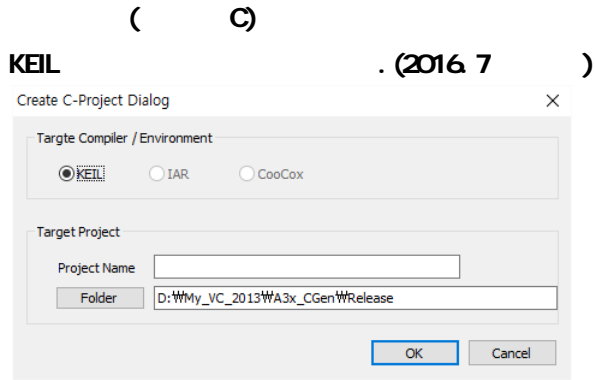 ( C)
KEIL . (2016. 7 )
Create C-Project Dialog
Targte Compiler / Environment
KEIL IAR CooCox
Target Project
Project Name
Folder D:₩My_VC_2013₩A3x_CGen₩Release
OK Cancel